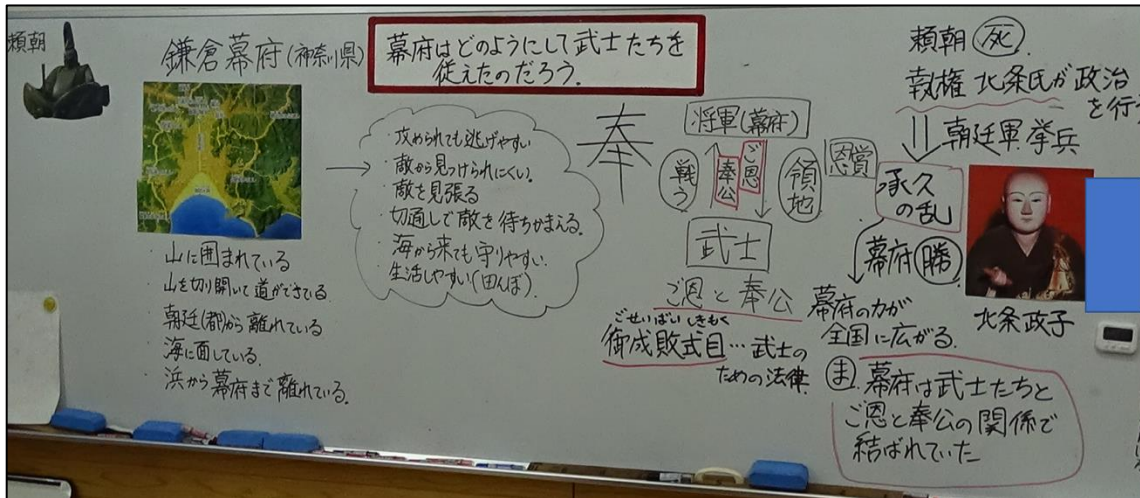 頼朝
鎌倉幕府(神奈川県)
幕府はどのようにして武士たちを
従えたのだろう.
・山に囲まれている
・山を切り開いて道ができている
・朝廷(都)から離れている
・海に面している.
・浜から幕府まで離れている.
・攻められても逃げやすい
・敵から見つけられにくい.
・敵を見張る
・切通しで敵を待ちかまえる.
・海から来ても守りやすい.
・生活しやすい(田んぼ)
奉
将軍(幕府)
戦う
奉公
ご恩
領地
恩賞
武士
ご恩と奉公
ごせいばいしきもく
御成敗式目…武士の
ための法律
頼朝 死.
執権 北条氏が政治
を行
朝廷軍 挙兵
承久
の乱
幕府 勝.
幕府の力が
全国に広がる.
北条政子
ま.幕府は武士たちと
ご恩と奉公の関係で
結ばれていた